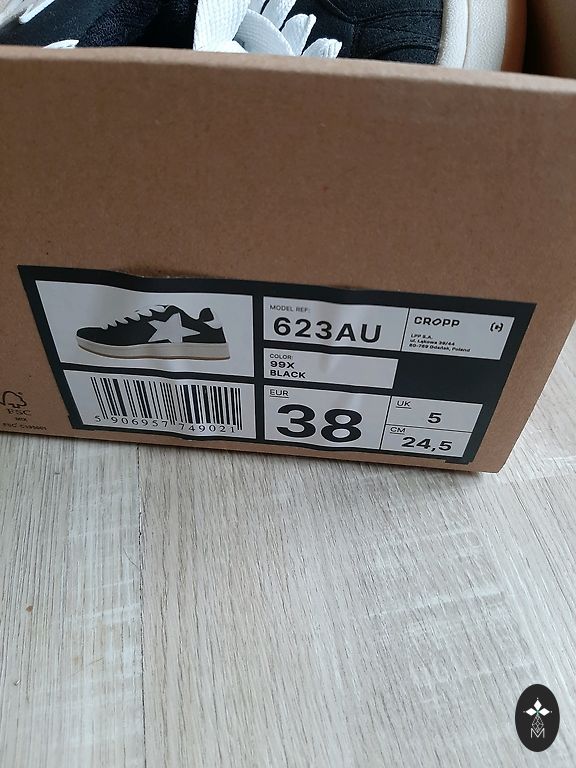 MODEL REF:
623AU
CROPP
LPP S.A.
ul. Łąkowa 39/44
80-769 Gdańsk, Poland
COLOR:
99X
BLACK
EUR
38
UK
5
CM
24,5
5 906957 749021
FSC
MIX
M